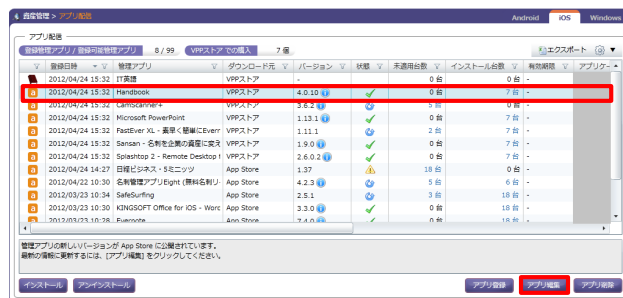 資産管理 > アプリ配信
Android iOS Windows
アプリ配信
登録管理アプリ / 登録可能管理アプリ 8 / 99 VPPストア での購入 7 個 エクスポート
登録日時 管理アプリ ダウンロード元 バージョン 状態 未適用台数 インストール台数 有効期限 アプリケー
2012/04/24 15:32 IT英語 VPPストア - 0 台 0 台 -
2012/04/24 15:32 Handbook VPPストア 4.0.10 0 台 7 台 -
2012/04/24 15:32 CamScanner+ VPPストア 3.6.2 5 台 0 台 -
2012/04/24 15:32 Microsoft PowerPoint VPPストア 1.13.1 0 台 7 台 -
2012/04/24 15:32 FastEver XL - 素早く簡単にEverr VPPストア 1.11.1 2 台 7 台 -
2012/04/24 15:32 Sansan - 名刺を企業の資産に変え VPPストア 1.9.0 0 台 7 台 -
2012/04/24 15:32 Splashtop 2 - Remote Desktop VPPストア 2.6.0.2 0 台 7 台 -
2012/04/24 14:27 日経ビジネス - 5ミニッツ App Store 1.37 18 台 0 台 -
2012/04/22 10:30 名刺管理アプリEight (無料名刺リ App Store 4.2.3 5 台 6 台 -
2012/03/23 10:34 SafeSurfing App Store 2.5.1 3 台 18 台 -
2012/03/23 10:30 KINGSOFT Office for iOS - Word App Store 3.3.0 0 台 18 台 -
2012/03/23 10:28 Evernote App Store 7.4.0 0 台 18 台 -
管理アプリの新しいバージョンが App Store に公開されています。
最新の情報に更新するには、[アプリ編集] をクリックしてください。
インストール アンインストール アプリ登録 アプリ編集 アプリ削除